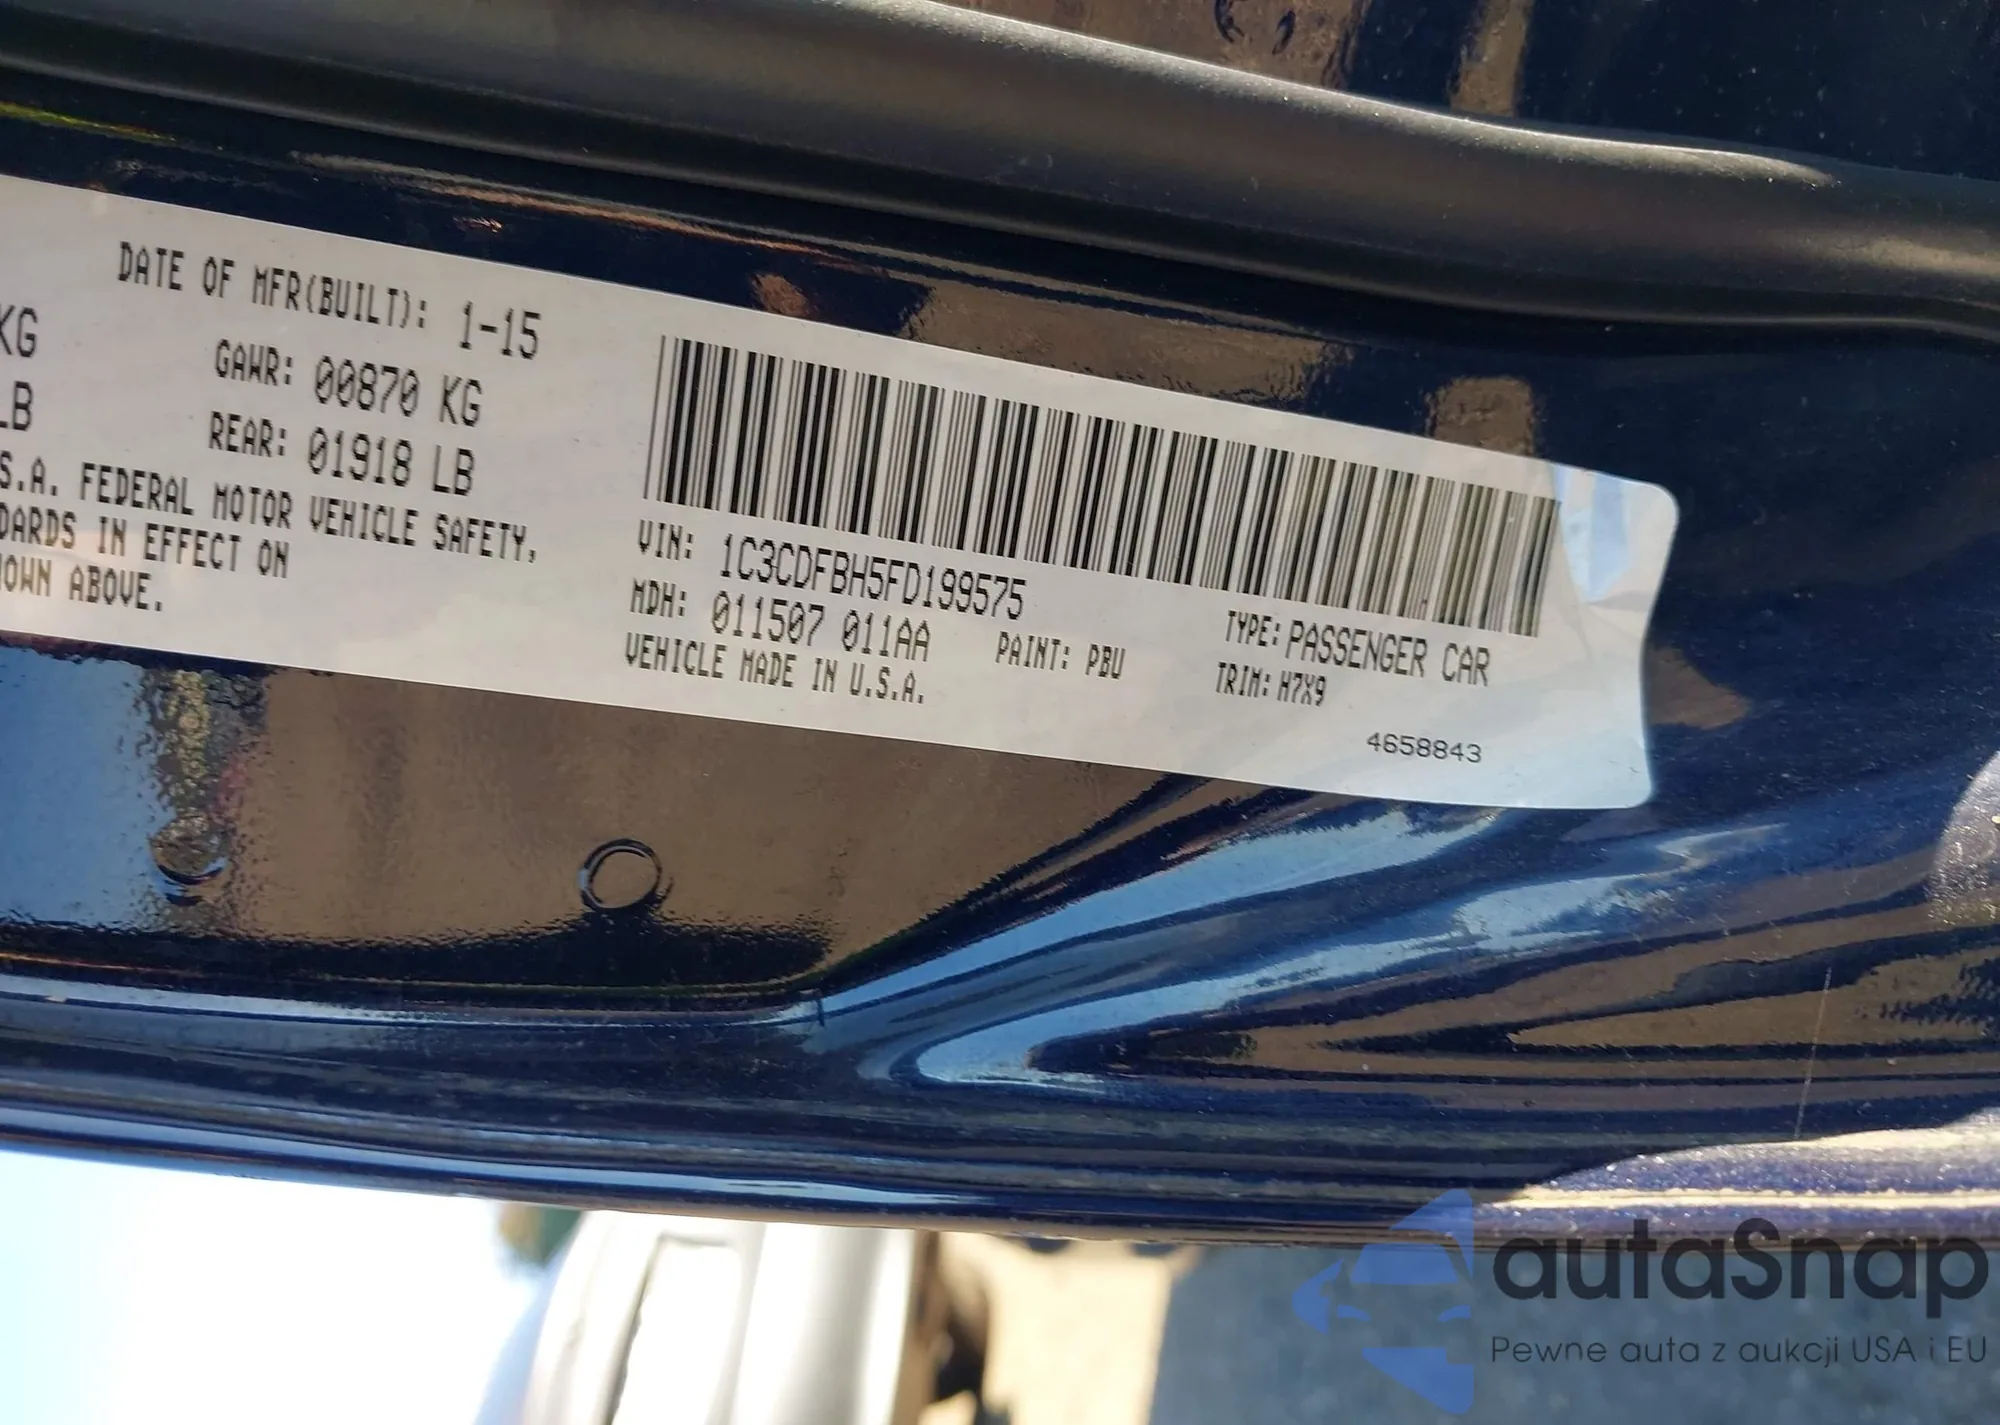 DATE OF MFR(BUILT): 1-15
KG
GAWR: 00870 KG
LB
REAR: 01918 LB
S.A. FEDERAL MOTOR VEHICLE SAFETY,
DARDS IN EFFECT ON
OWN ABOVE.
VIN: 1C3CDFBH5FD199575
MDH: 011507 011AA
PAINT: PBU
VEHICLE MADE IN U.S.A.
TYPE: PASSENGER CAR
TRIM: H7X9
4658843
autaSnap
Pewne auta z aukcji USA i EU